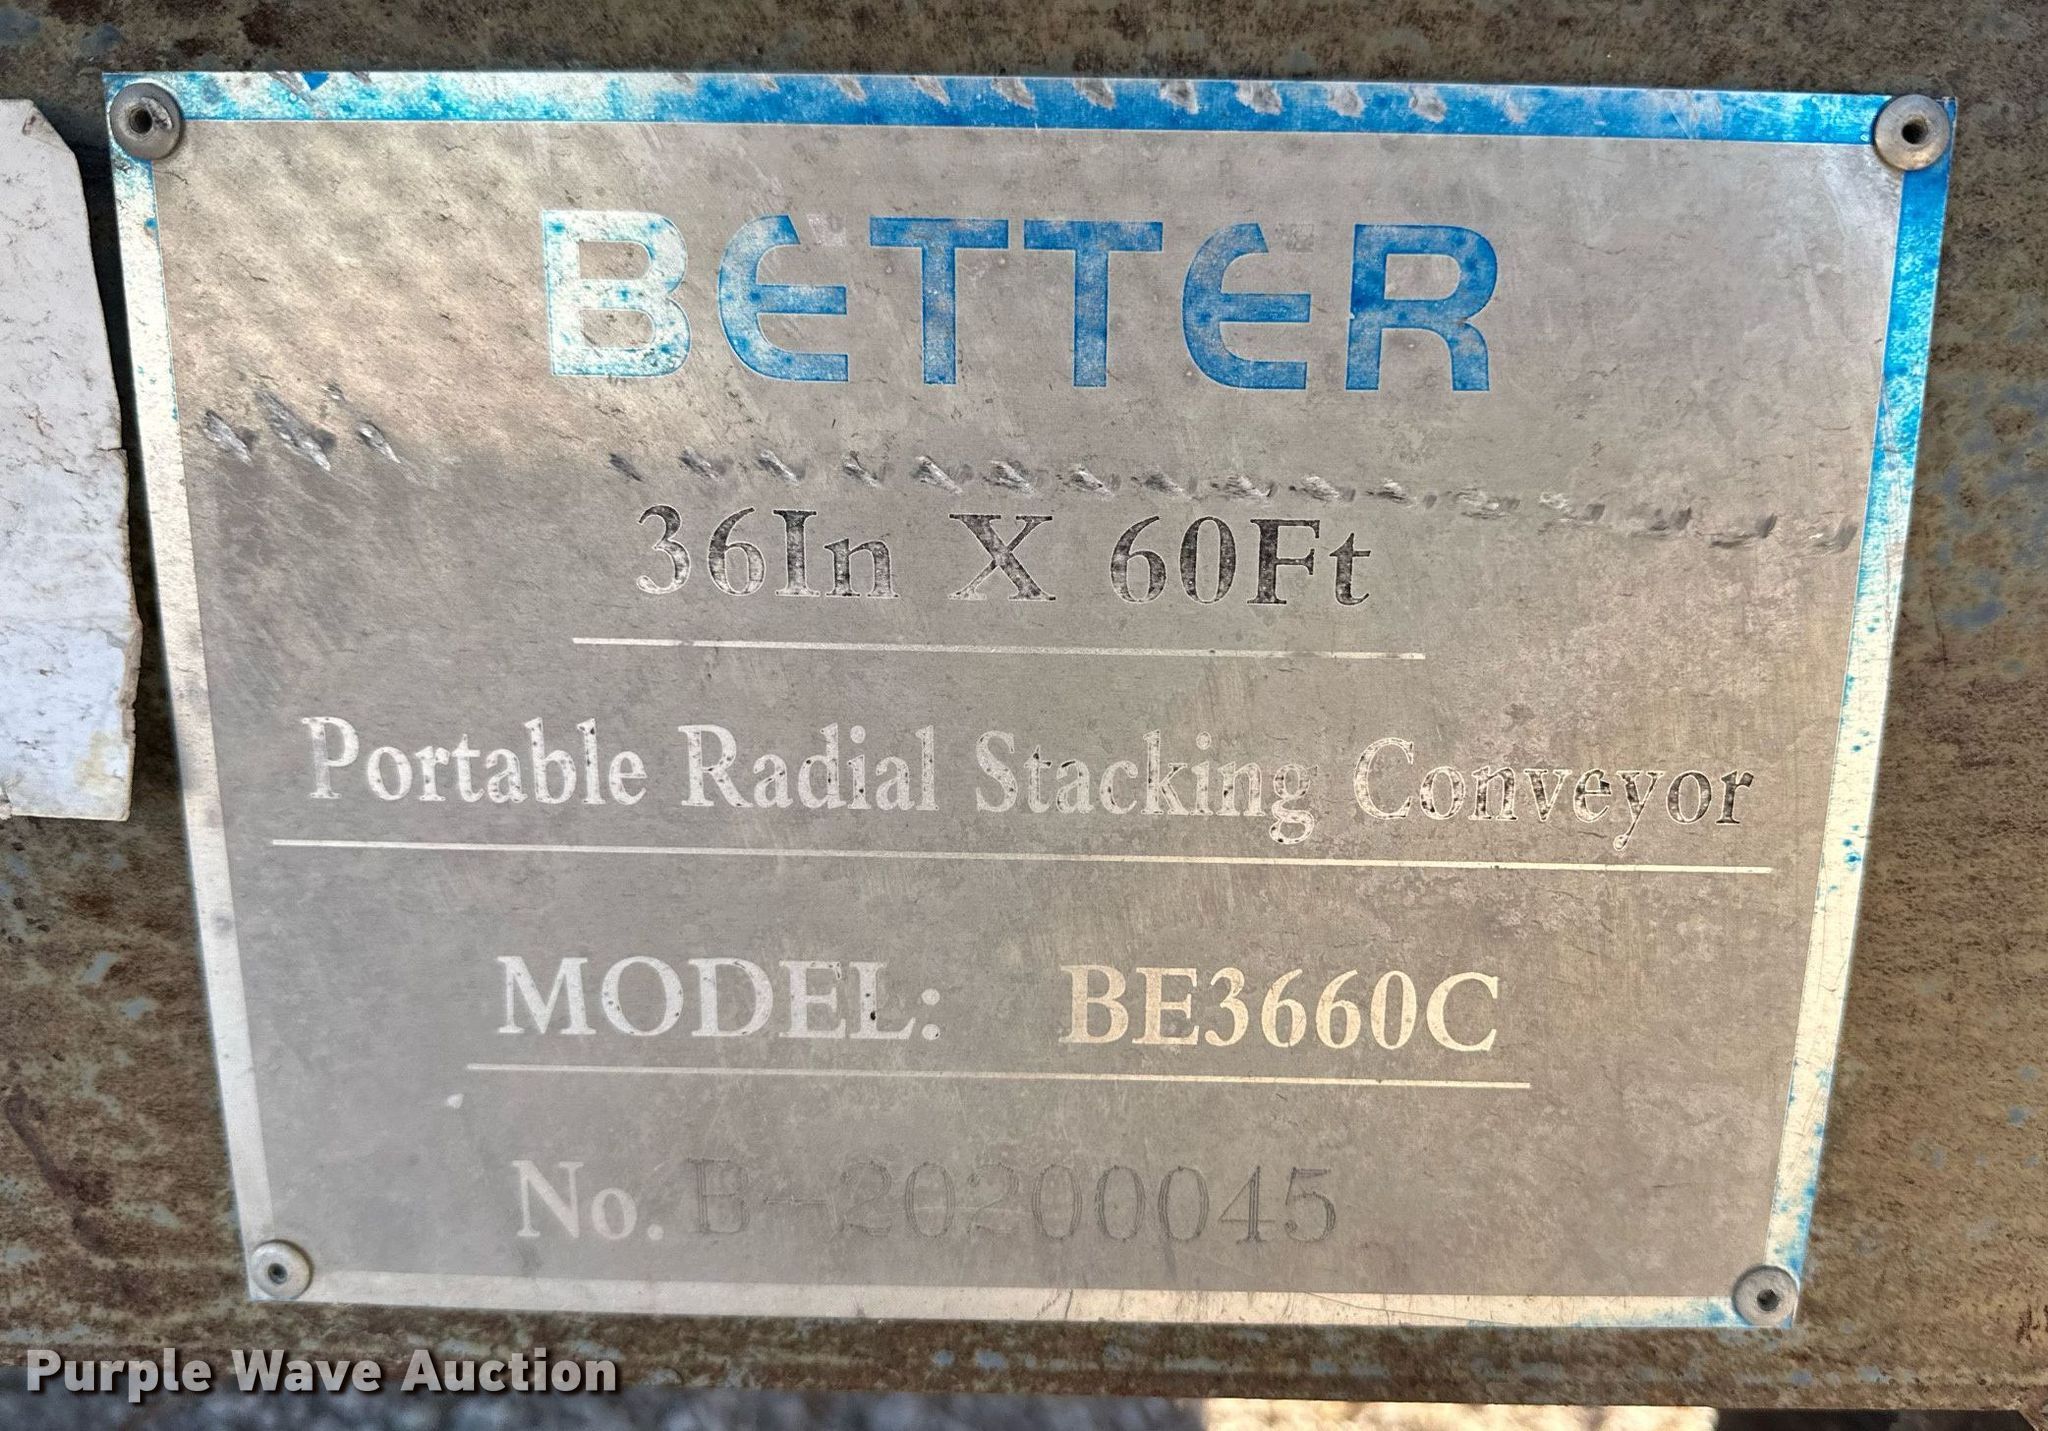 BETTER
36In X 60Ft
Portable Radial Stacking Conveyor
MODEL: BE3660C
No. B-20200045
Purple Wave Auction